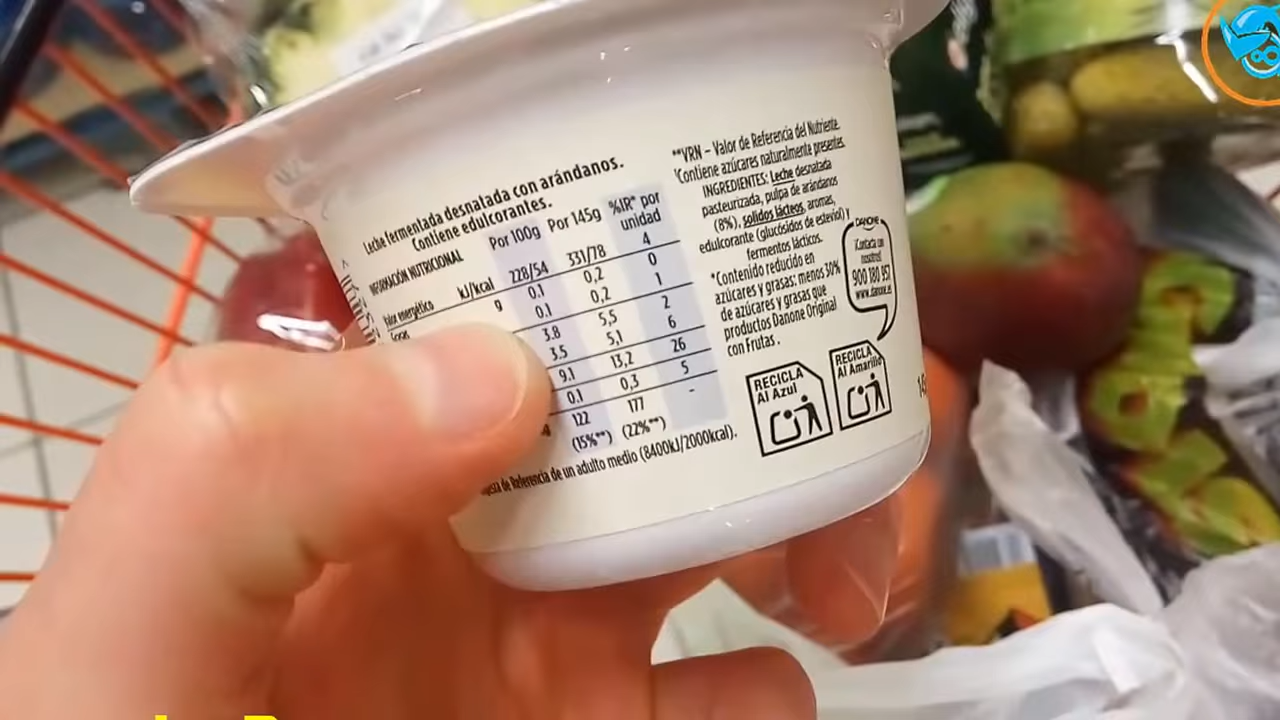 Leche fermentada desnatada con arándanos.
Contiene edulcorantes.
INFORMACIÓN NUTRICIONAL
Por 100g Por 145g %IR* por
unidad
energético kJ/kcal 228/54 331/78 4
g 0.1 0,2 0
0.1 0,2 1
3.8 5,5 2
3.5 5,1 6
9.1 13,2 26
0.1 0,3 5
122 177 -
(15%**) (22%**)
de Referencia de un adulto medio (8400kJ/2000kcal).
**VRN – Valor de Referencia del Nutriente.
Contiene azúcares naturalmente presentes.
INGREDIENTES: Leche desnatada
pasteurizada, pulpa de arándanos
(8%), sólidos lácteos, aromas,
edulcorante (glucósidos de esteviol) y
fermentos lácticos.
*Contenido reducido en
azúcares y grasas: menos 30%
de azúcares y grasas que
productos Danone Original
con Frutas.
DANONE
¡Contacta con
nosotros!
900 180 957
www.danone.es
RECICLA
Al Azul
RECICLA
Al Amarillo